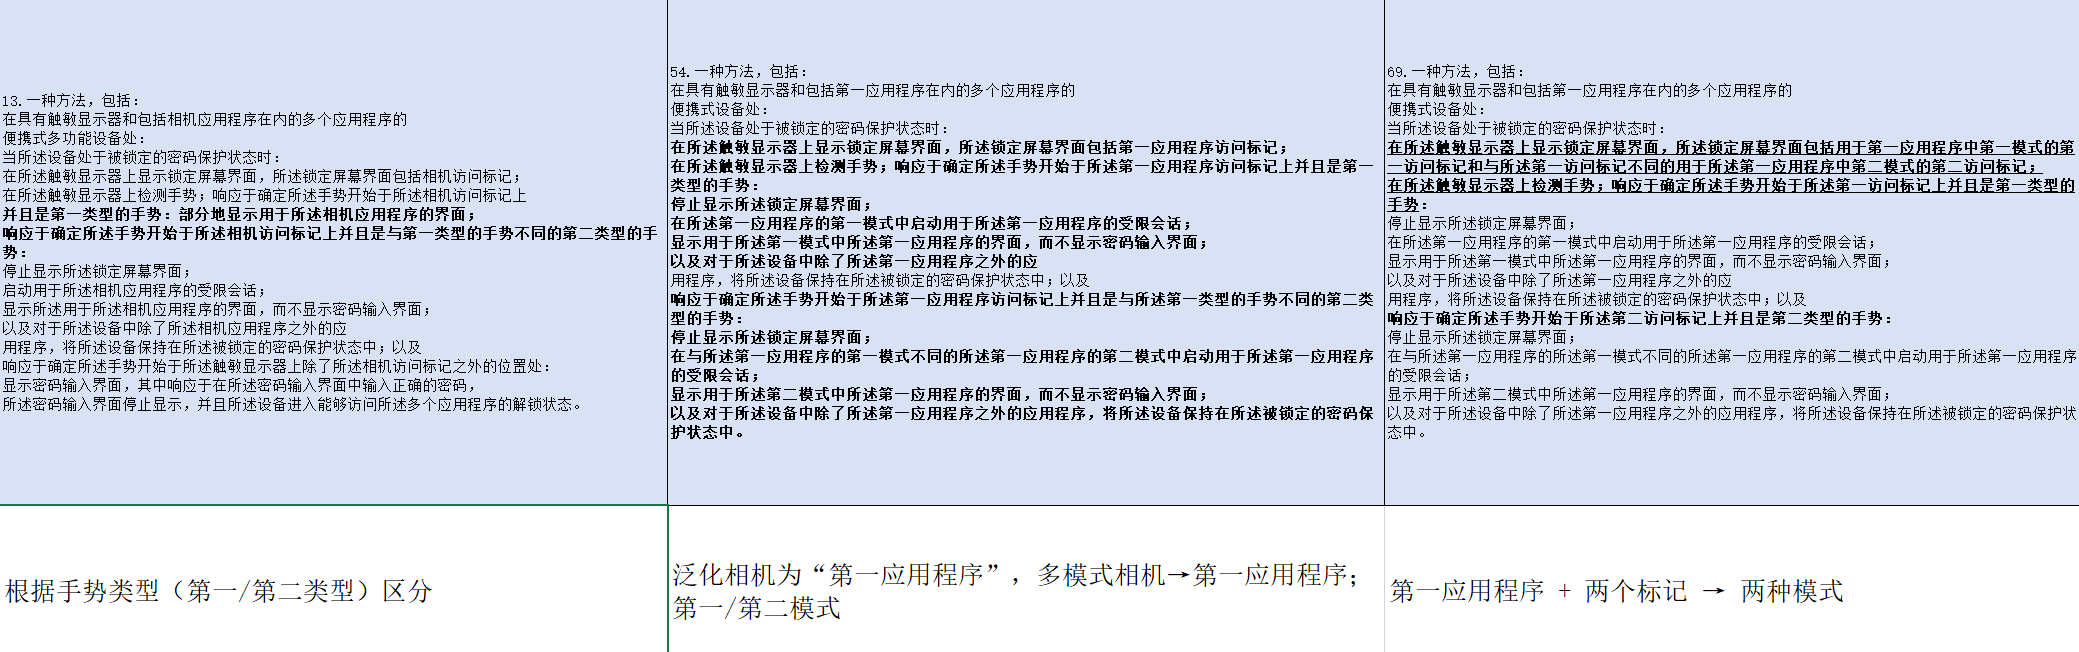 13.一种方法，包括：
在具有触敏显示器和包括相机应用程序在内的多个应用程序的
便携式多功能设备处：
当所述设备处于被锁定的密码保护状态时：
在所述触敏显示器上显示锁定屏幕界面，所述锁定屏幕界面包括相机访问标记；
在所述触敏显示器上检测手势；响应于确定所述手势开始于所述相机访问标记上
并且是第一类型的手势：部分地显示用于所述相机应用程序的界面；
响应于确定所述手势开始于所述相机访问标记上并且是与第一类型的手势不同的第二类型的手
势：
停止显示所述锁定屏幕界面；
启动用于所述相机应用程序的受限会话；
显示所述用于所述相机应用程序的界面，而不显示密码输入界面；
以及对于所述设备中除了所述相机应用程序之外的应
用程序，将所述设备保持在所述被锁定的密码保护状态中；以及
响应于确定所述手势开始于所述触敏显示器上除了所述相机访问标记之外的位置处：
显示密码输入界面，其中响应于在所述密码输入界面中输入正确的密码，
所述密码输入界面停止显示，并且所述设备进入能够访问所述多个应用程序的解锁状态。
54.一种方法，包括：
在具有触敏显示器和包括第一应用程序在内的多个应用程序的
便携式设备处：
当所述设备处于被锁定的密码保护状态时：
在所述触敏显示器上显示锁定屏幕界面，所述锁定屏幕界面包括第一应用程序访问标记；
在所述触敏显示器上检测手势；响应于确定所述手势开始于所述第一应用程序访问标记上并且是第一
类型的手势：
停止显示所述锁定屏幕界面；
在所述第一应用程序的第一模式中启动用于所述第一应用程序的受限会话；
显示用于所述第一模式中所述第一应用程序的界面，而不显示密码输入界面；
以及对于所述设备中除了所述第一应用程序之外的应
用程序，将所述设备保持在所述被锁定的密码保护状态中；以及
响应于确定所述手势开始于所述第一应用程序访问标记上并且是与所述第一类型的手势不同的第二类
型的手势：
停止显示所述锁定屏幕界面；
在与所述第一应用程序的第一模式不同的所述第一应用程序的第二模式中启动用于所述第一应用程序
的受限会话；
显示用于所述第二模式中所述第一应用程序的界面，而不显示密码输入界面；
以及对于所述设备中除了所述第一应用程序之外的应用程序，将所述设备保持在所述被锁定的密码保
护状态中。
69.一种方法，包括：
在具有触敏显示器和包括第一应用程序在内的多个应用程序的
便携式设备处：
当所述设备处于被锁定的密码保护状态时：
在所述触敏显示器上显示锁定屏幕界面，所述锁定屏幕界面包括用于第一应用程序中第一模式的第
一访问标记和与所述第一访问标记不同的用于所述第一应用程序中第二模式的第二访问标记；
在所述触敏显示器上检测手势；响应于确定所述手势开始于所述第一访问标记上并且是第一类型的
手势：
停止显示所述锁定屏幕界面；
在所述第一应用程序的第一模式中启动用于所述第一应用程序的受限会话；
显示用于所述第一模式中所述第一应用程序的界面，而不显示密码输入界面；
以及对于所述设备中除了所述第一应用程序之外的应
用程序，将所述设备保持在所述被锁定的密码保护状态中；以及
响应于确定所述手势开始于所述第二访问标记上并且是第二类型的手势：
停止显示所述锁定屏幕界面；
在与所述第一应用程序的所述第一模式不同的所述第一应用程序的第二模式中启动用于所述第一应用程序
的受限会话；
显示用于所述第二模式中所述第一应用程序的界面，而不显示密码输入界面；
以及对于所述设备中除了所述第一应用程序之外的应用程序，将所述设备保持在所述被锁定的密码保护状
态中。
根据手势类型（第一/第二类型）区分
泛化相机为“第一应用程序”，多模式相机→第一应用程序；
第一/第二模式
第一应用程序 + 两个标记 → 两种模式